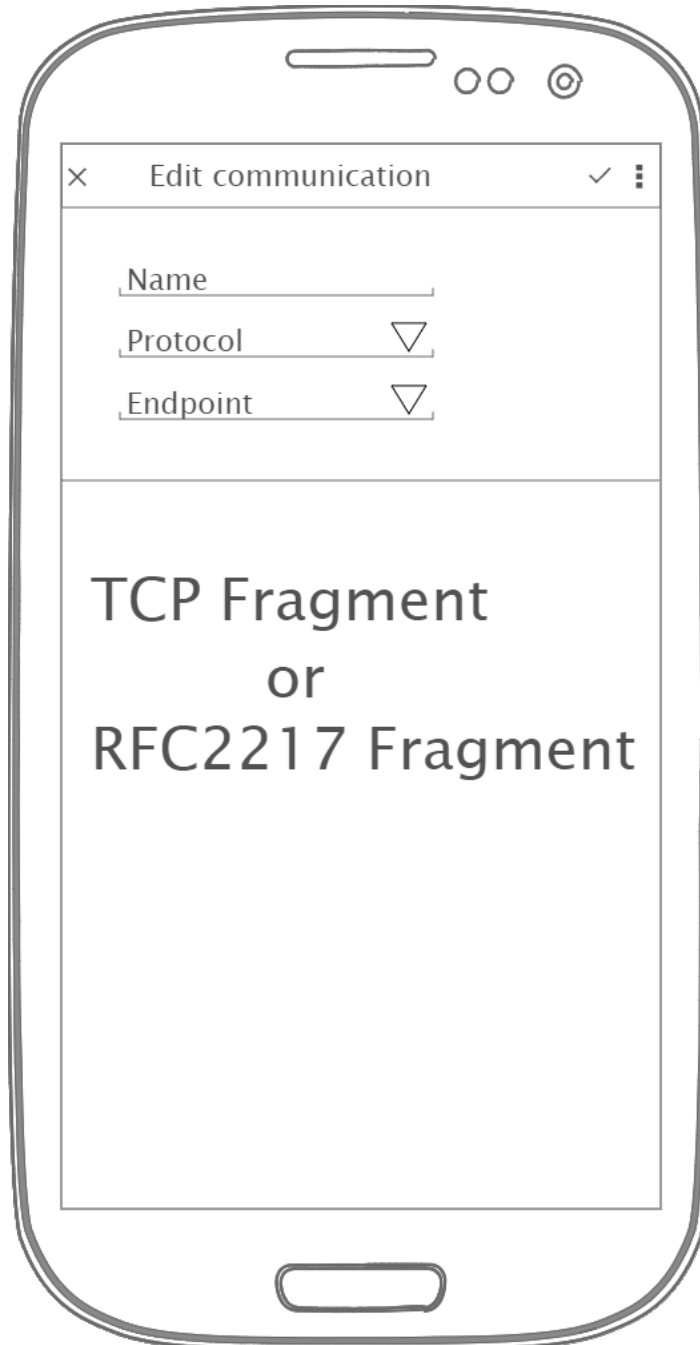 Edit communication
Name
Protocol
Endpoint
TCP Fragment
or
RFC2217 Fragment